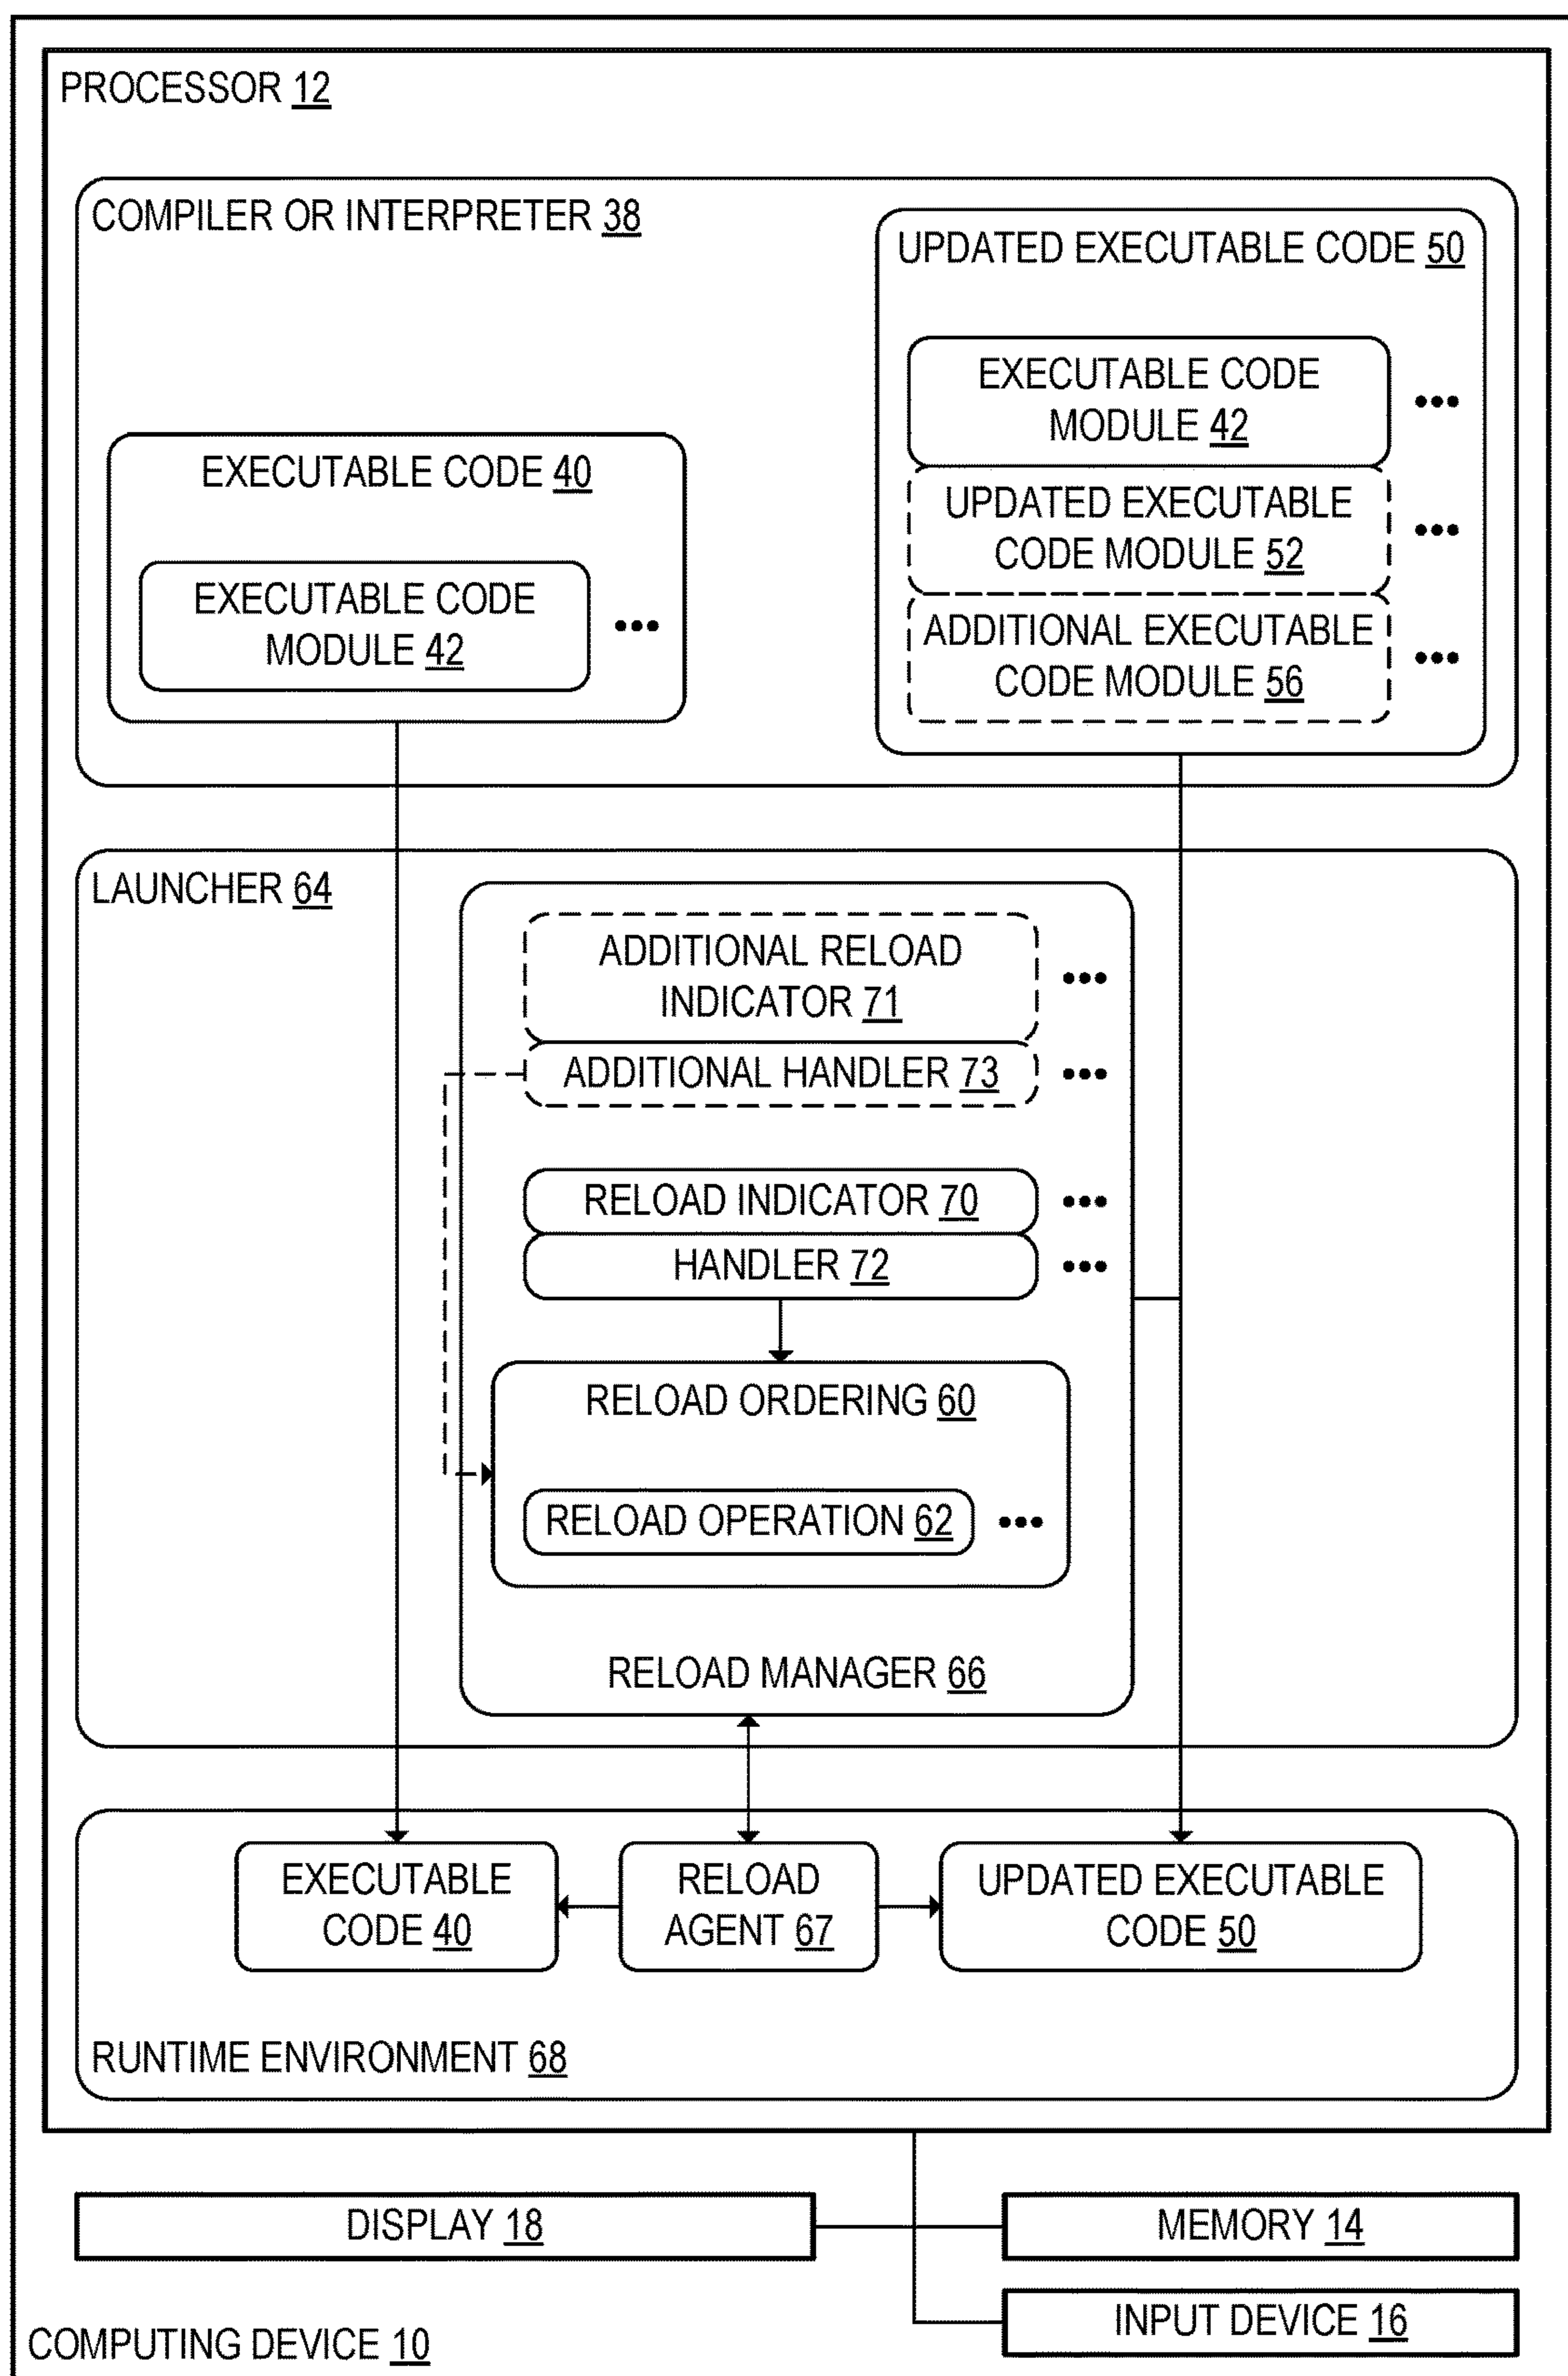 PROCESSOR 12
COMPILER OR INTERPRETER 38
UPDATED EXECUTABLE CODE 50
EXECUTABLE CODE
MODULE 42
•••
UPDATED EXECUTABLE
CODE MODULE 52
•••
ADDITIONAL EXECUTABLE
CODE MODULE 56
•••
EXECUTABLE CODE 40
EXECUTABLE CODE
MODULE 42
•••
LAUNCHER 64
ADDITIONAL RELOAD
INDICATOR 71
•••
ADDITIONAL HANDLER 73
•••
RELOAD INDICATOR 70
•••
HANDLER 72
•••
RELOAD ORDERING 60
RELOAD OPERATION 62
•••
RELOAD MANAGER 66
EXECUTABLE
CODE 40
RELOAD
AGENT 67
UPDATED EXECUTABLE
CODE 50
RUNTIME ENVIRONMENT 68
DISPLAY 18
MEMORY 14
INPUT DEVICE 16
COMPUTING DEVICE 10